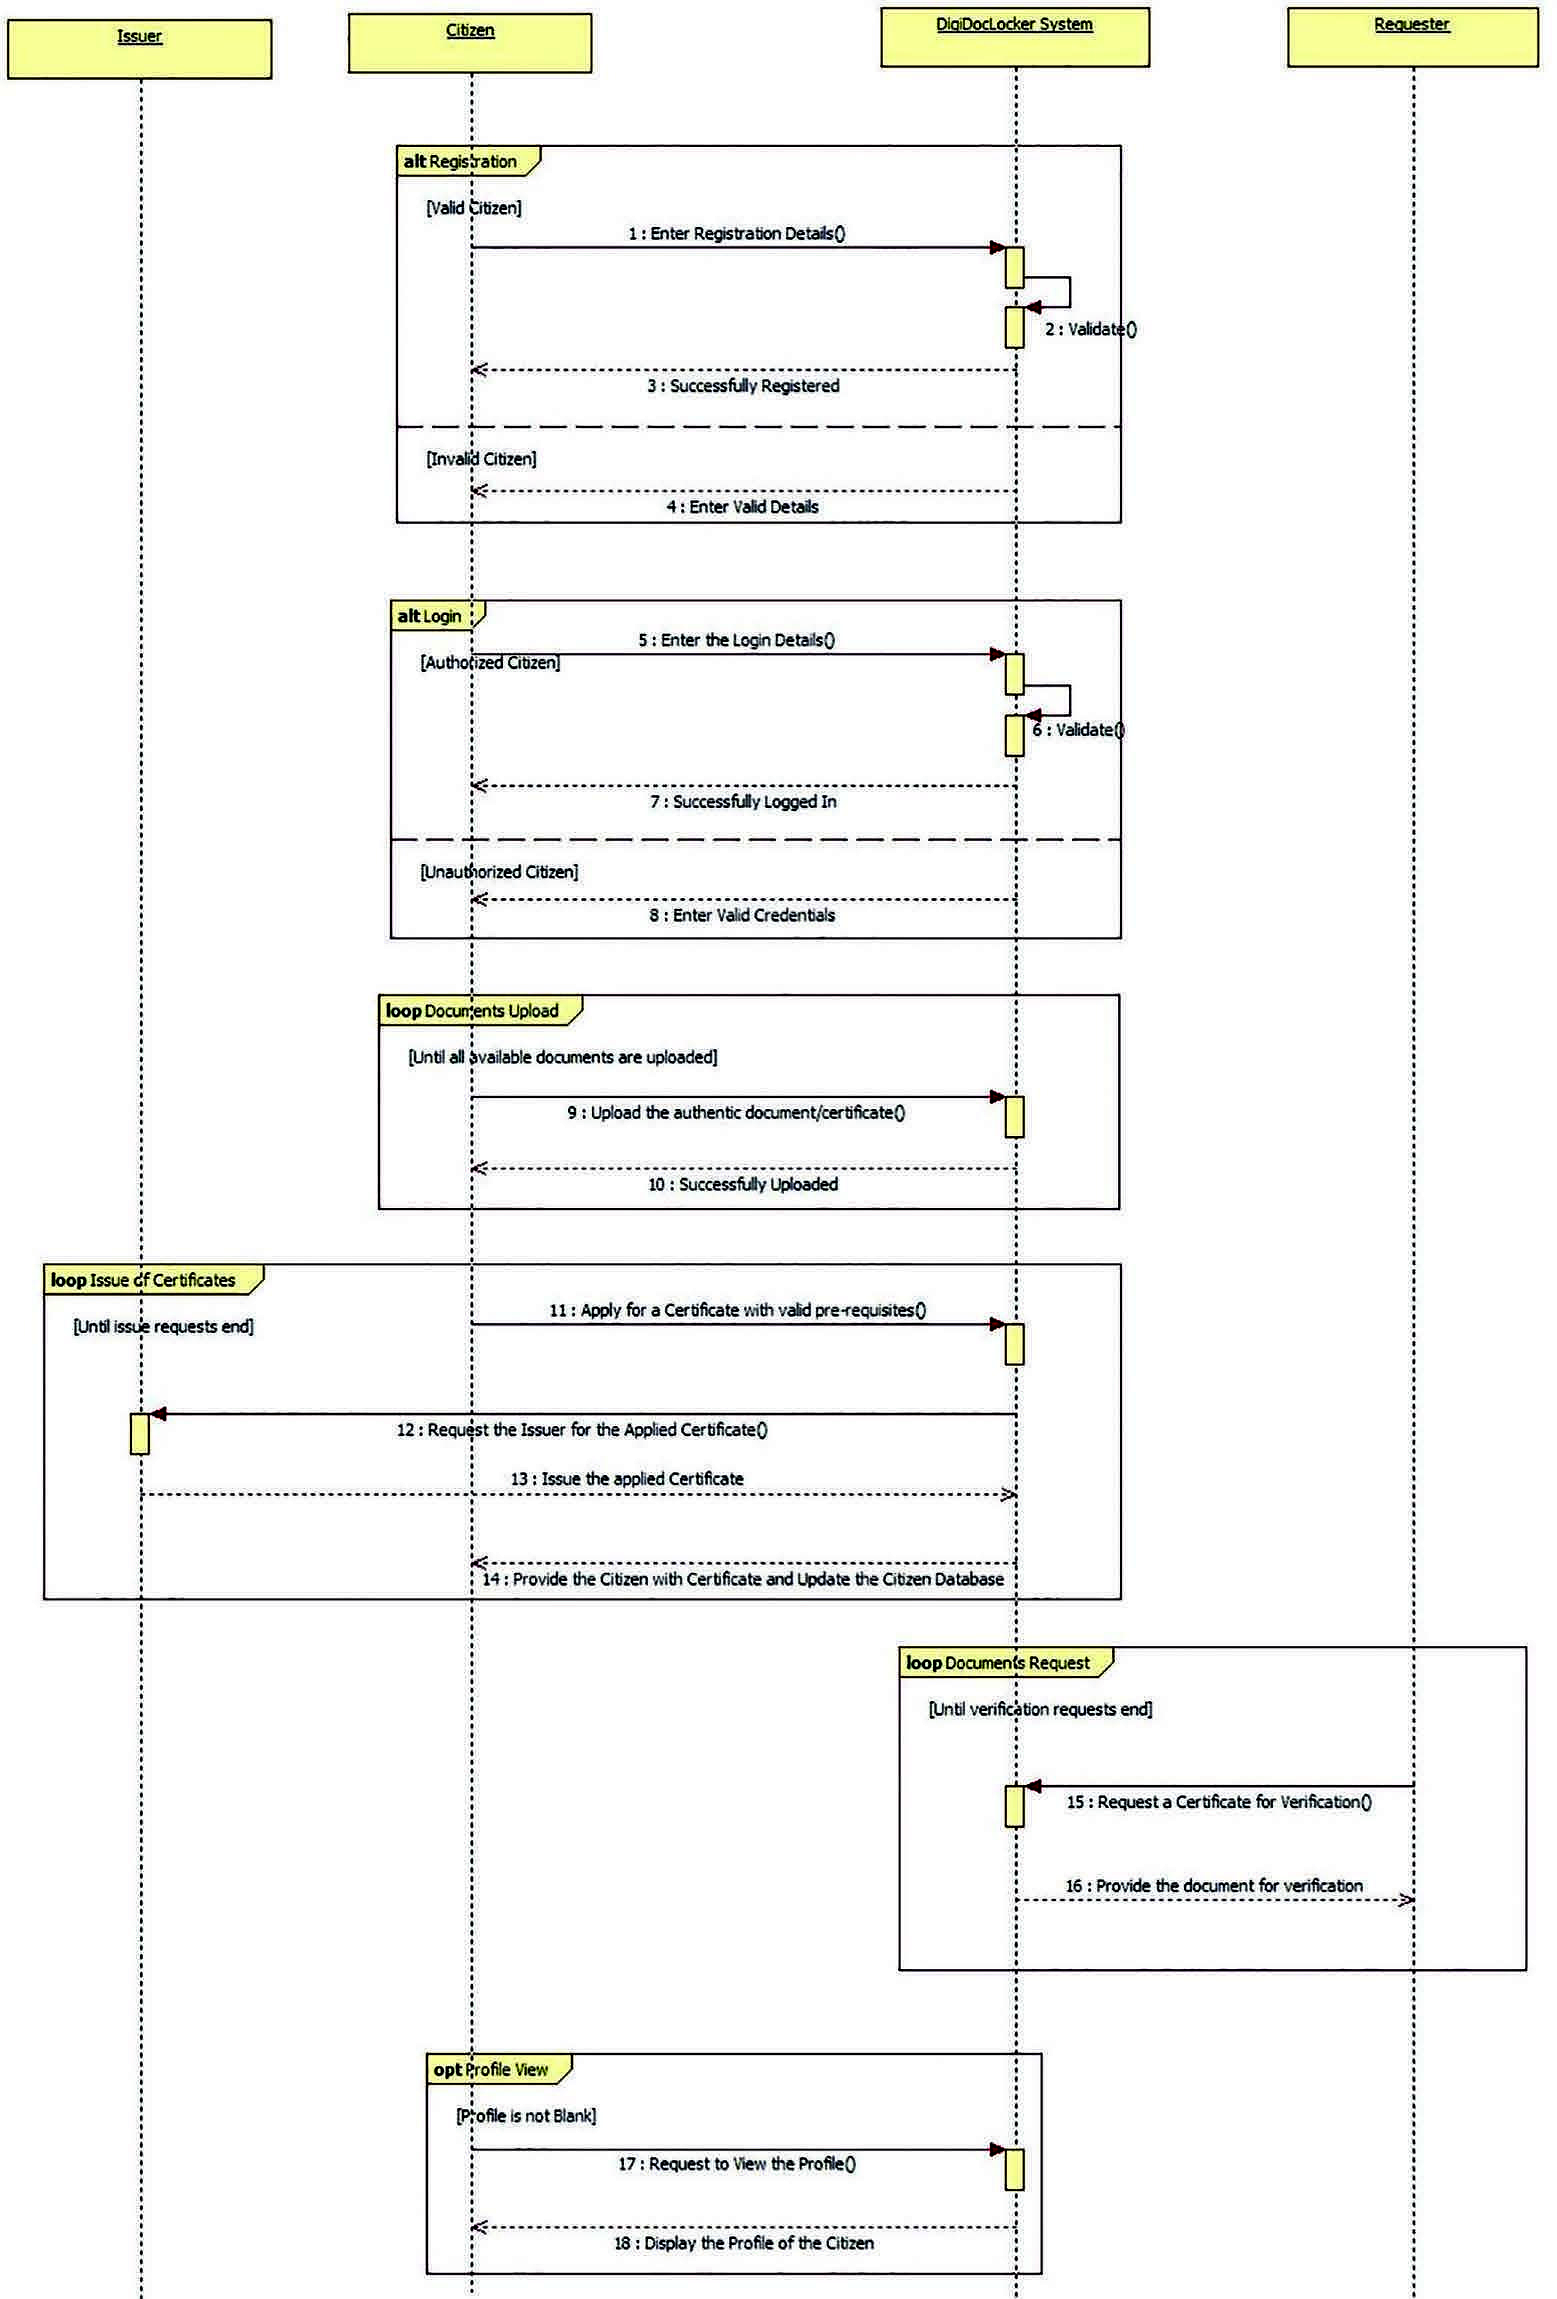 Issuer
Citizen
DigiDocLocker System
Requester
alt Registration
[Valid Citizen]
1 : Enter Registration Details()
2 : Validate()
3 : Successfully Registered
[Invalid Citizen]
4 : Enter Valid Details
alt Login
5 : Enter the Login Details()
[Authorized Citizen]
6 : Validate()
7 : Successfully Logged In
[Unauthorized Citizen]
8 : Enter Valid Credentials
loop Documents Upload
[Until all available documents are uploaded]
9 : Upload the authentic document/certificate()
10 : Successfully Uploaded
loop Issue of Certificates
11 : Apply for a Certificate with valid pre-requisites()
[Until issue requests end]
12 : Request the Issuer for the Applied Certificate()
13 : Issue the applied Certificate
14 : Provide the Citizen with Certificate and Update the Citizen Database
loop Documents Request
[Until verification requests end]
15 : Request a Certificate for Verification()
16 : Provide the document for verification
opt Profile View
[Profile is not Blank]
17 : Request to View the Profile()
18 : Display the Profile of the Citizen